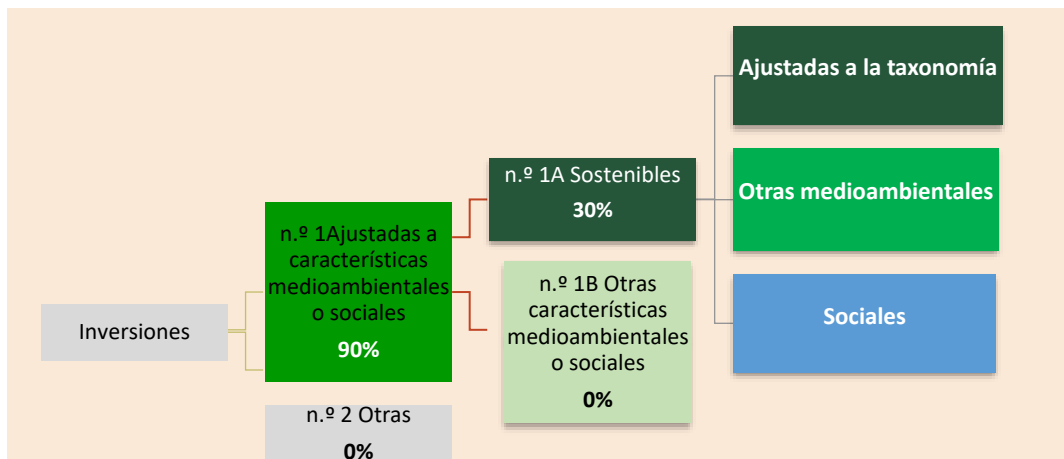 Inversiones
n.º 1Ajustadas a
características
medioambientales
o sociales
90%
n.º 2 Otras
0%
n.º 1A Sostenibles
30%
n.º 1B Otras
características
medioambientales
o sociales
0%
Ajustadas a la taxonomía
Otras medioambientales
Sociales